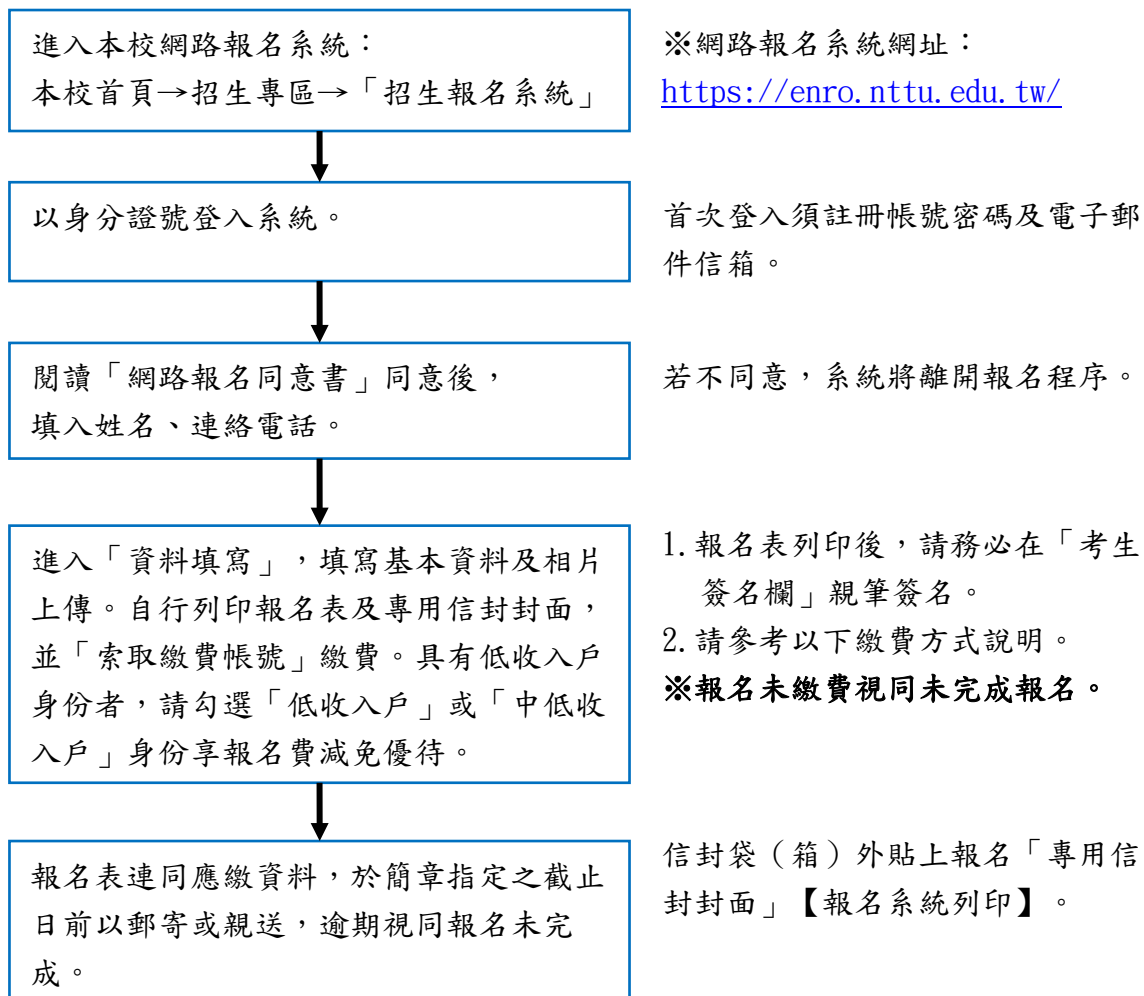 進入本校網路報名系統：
本校首頁→招生專區→「招生報名系統」
※網路報名系統網址：
https://enro.nttu.edu.tw/
以身分證號登入系統。
首次登入須註冊帳號密碼及電子郵
件信箱。
閱讀「網路報名同意書」同意後，
填入姓名、連絡電話。
若不同意，系統將離開報名程序。
進入「資料填寫」，填寫基本資料及相片
上傳。自行列印報名表及專用信封封面，
並「索取繳費帳號」繳費。具有低收入戶
身份者，請勾選「低收入戶」或「中低收
入戶」身份享報名費減免優待。
1.報名表列印後，請務必在「考生
簽名欄」親筆簽名。
2.請參考以下繳費方式說明。
※報名未繳費視同未完成報名。
報名表連同應繳資料，於簡章指定之截止
日前以郵寄或親送，逾期視同報名未完
成。
信封袋（箱）外貼上報名「專用信
封封面」【報名系統列印】。